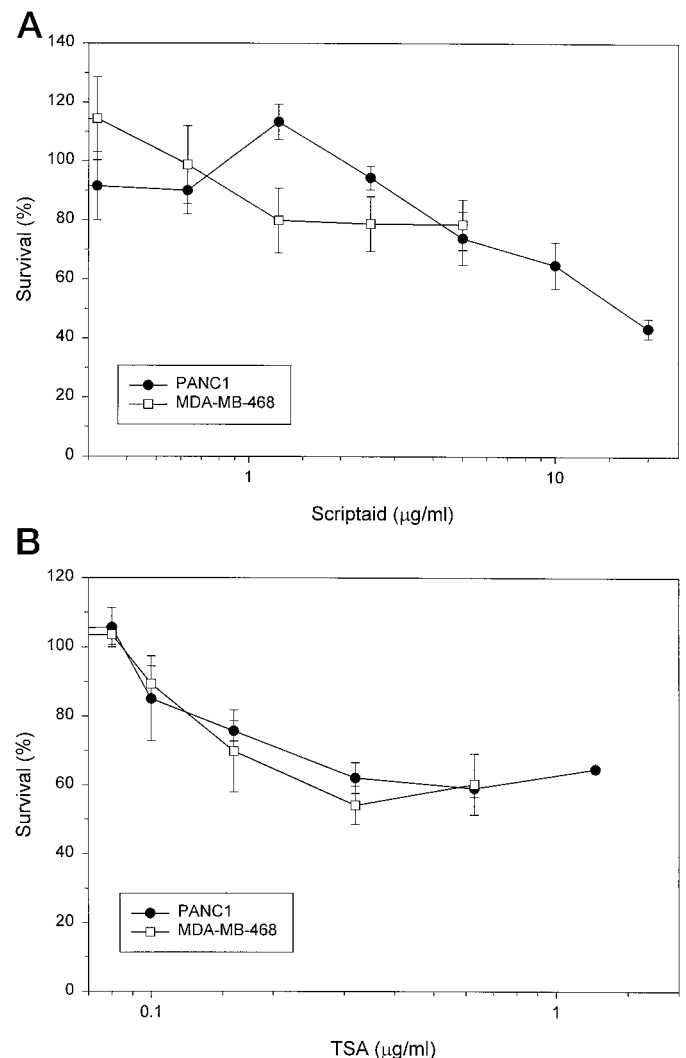 A
140
120
100
80
60
40
20
0
Survival (%)
PANC1
MDA-MB-468
1
10
Scriptaid (μg/ml)
B
120
100
80
60
40
20
0
Survival (%)
PANC1
MDA-MB-468
0.1
1
TSA (μg/ml)